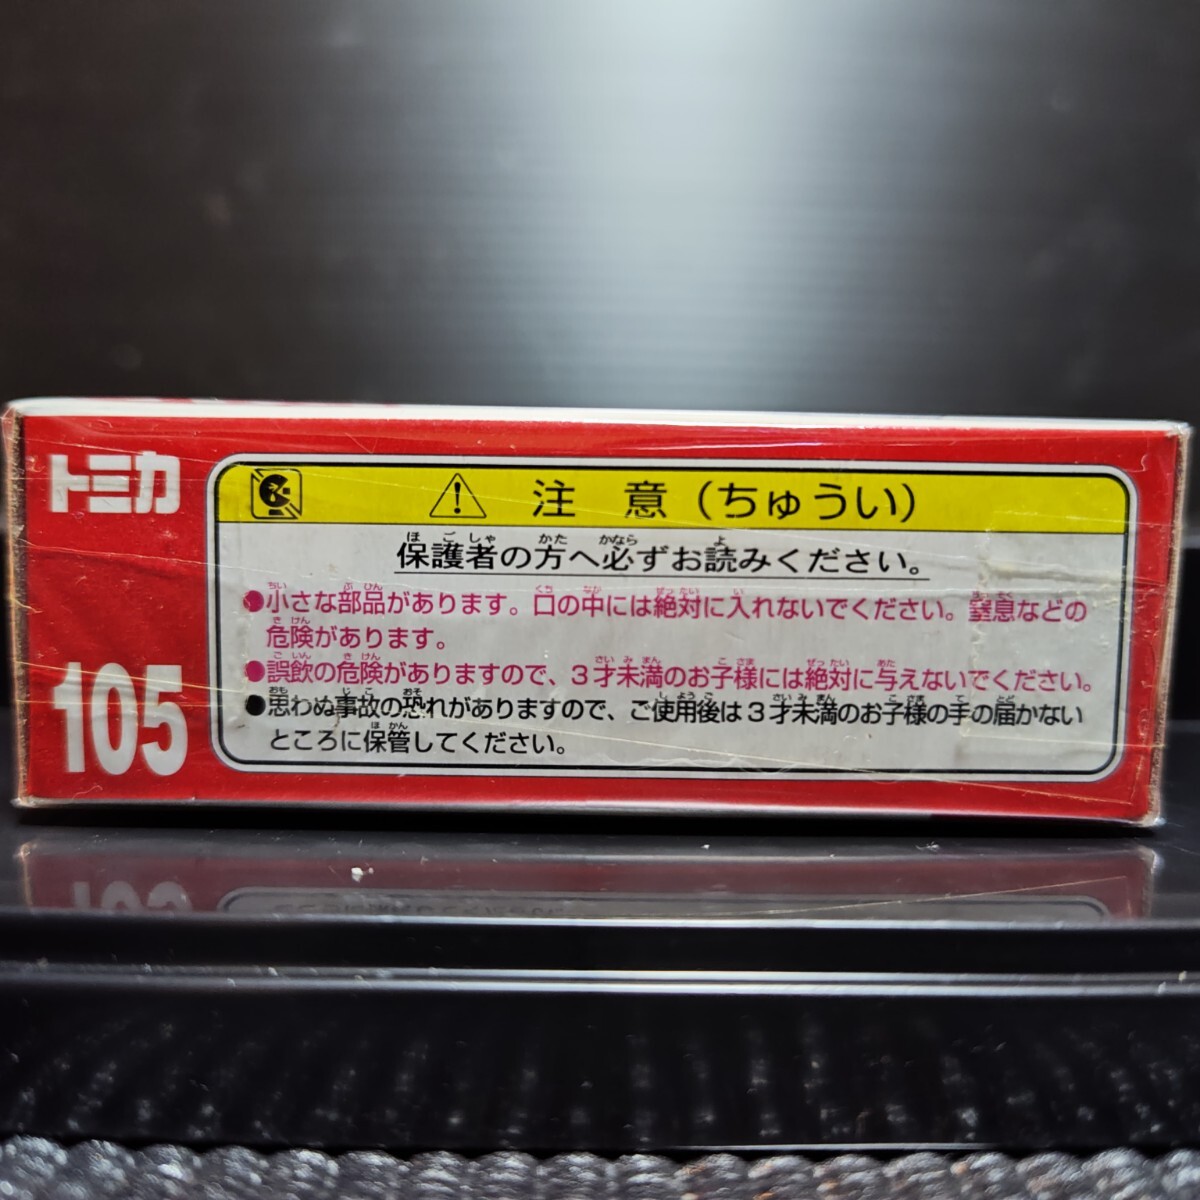 トミカ
105
注 意（ちゅうい）
保護者の方へ必ずお読みください。
●小さな部品があります。口の中には絶対に入れないでください。窒息などの
危険があります。
●誤飲の危険がありますので、3才未満のお子様には絶対に与えないでください。
●思わぬ事故の恐れがありますので、ご使用後は3才未満のお子様の手の届かない
ところに保管してください。